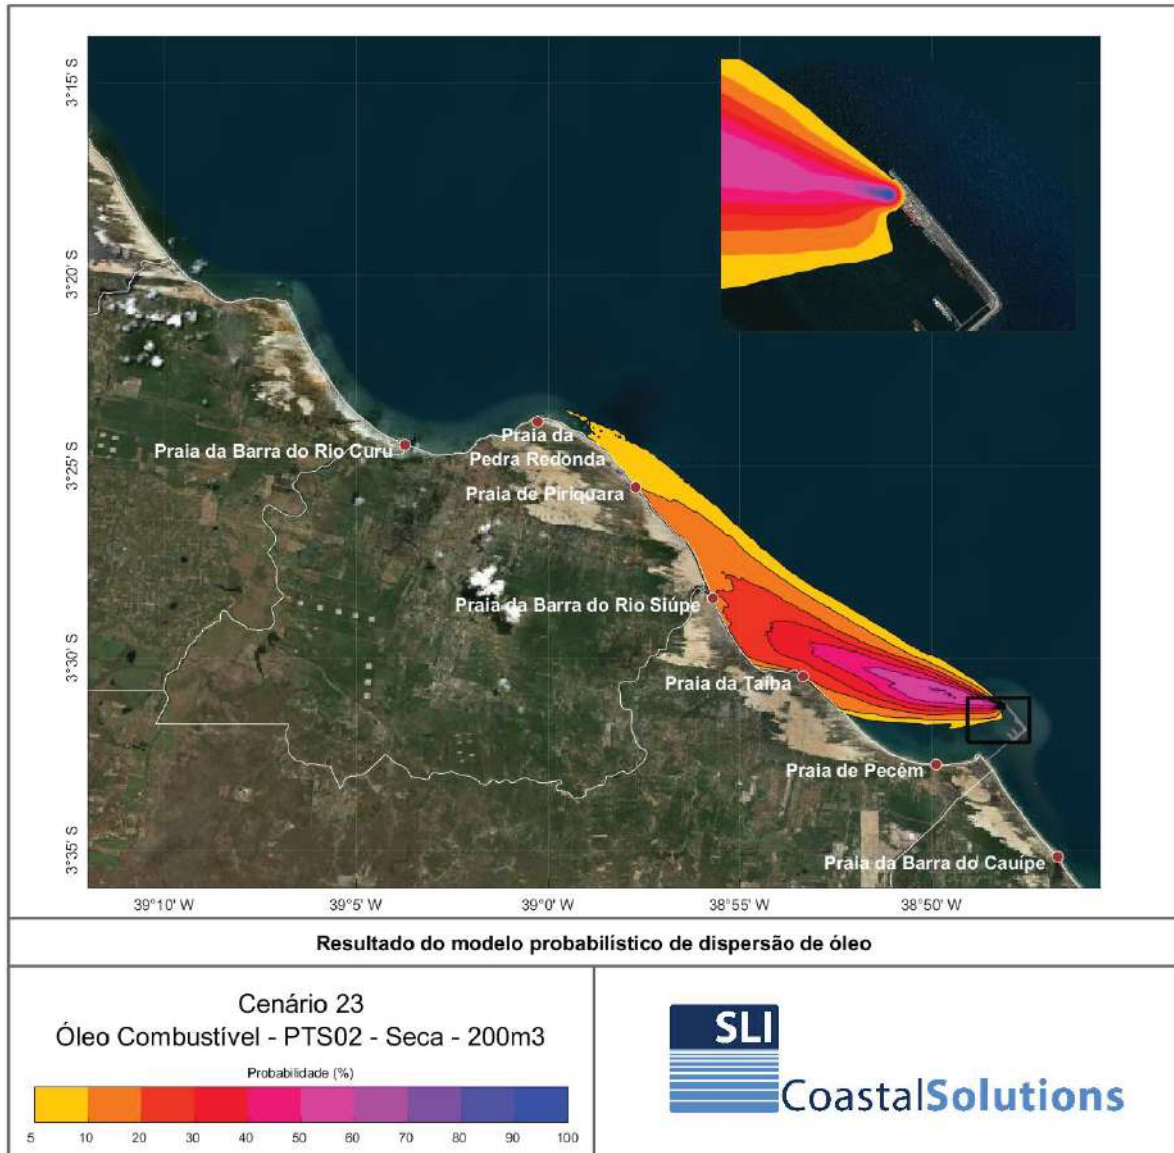 3°15' S
3°20' S
3°25' S
3°30' S
3°35' S
Praia da Barra do Rio Curu
Praia da
Pedra Redonda
Praia de Piriquara
Praia da Barra do Rio Siúpe
Praia da Taíba
Praia de Pecém
Praia da Barra do Cauípe
39°10' W
39°5' W
39°0' W
38°55' W
38°50' W
Resultado do modelo probabilístico de dispersão de óleo
Cenário 23
Óleo Combustível - PTS02 - Seca - 200m3
Probabilidade (%)
5 10 20 30 40 50 60 70 80 90 100
SLI
CoastalSolutions